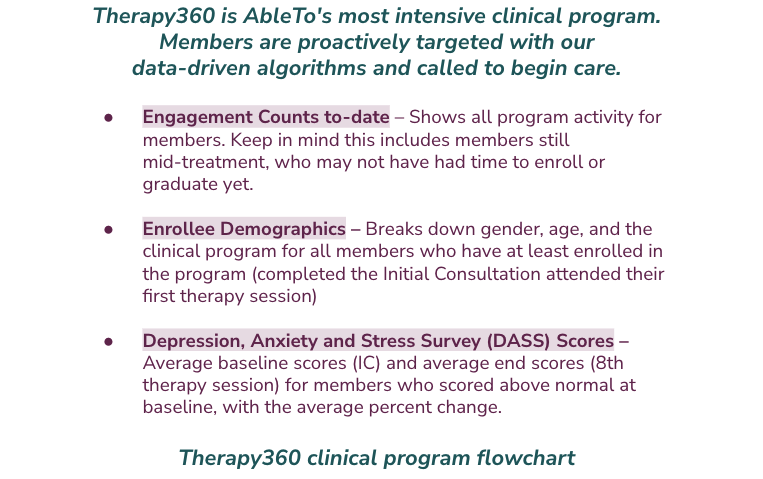 Therapy360 is AbleTo's most intensive clinical program.
Members are proactively targeted with our
data-driven algorithms and called to begin care.
● Engagement Counts to-date – Shows all program activity for
members. Keep in mind this includes members still
mid-treatment, who may not have had time to enroll or
graduate yet.
● Enrollee Demographics – Breaks down gender, age, and the
clinical program for all members who have at least enrolled in
the program (completed the Initial Consultation attended their
first therapy session)
● Depression, Anxiety and Stress Survey (DASS) Scores –
Average baseline scores (IC) and average end scores (8th
therapy session) for members who scored above normal at
baseline, with the average percent change.
Therapy360 clinical program flowchart